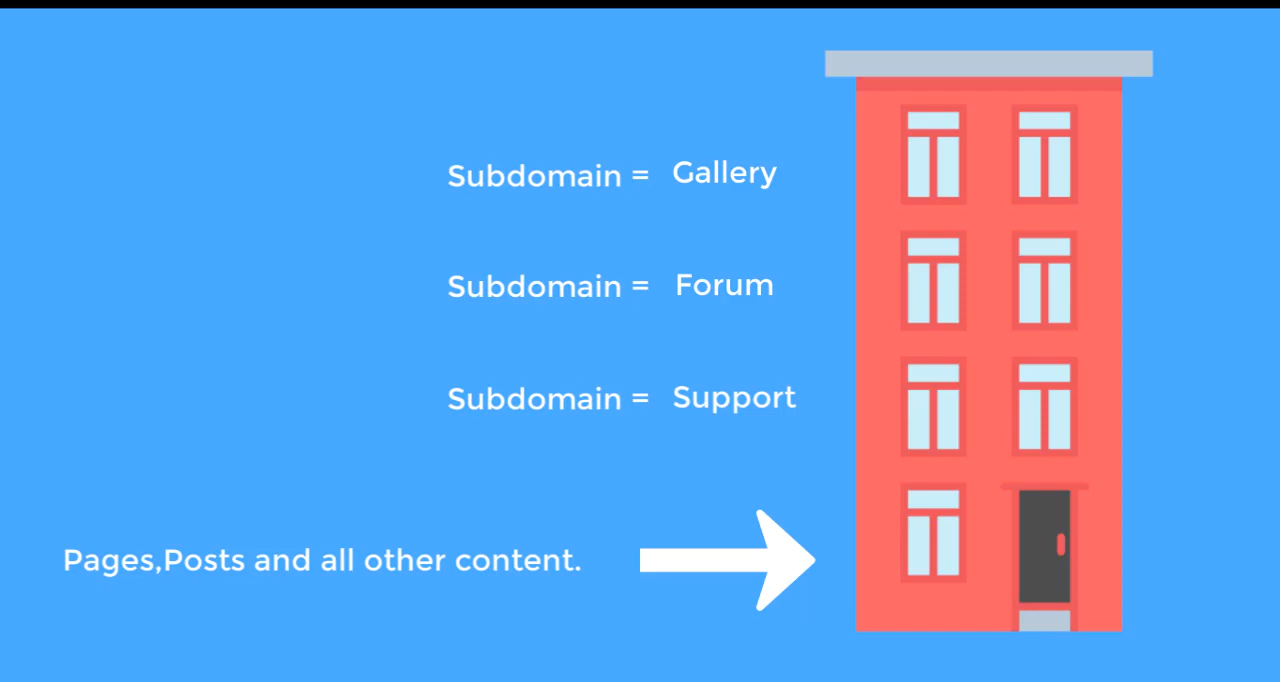 Subdomain = Gallery
Subdomain = Forum
Subdomain = Support
Pages,Posts and all other content.